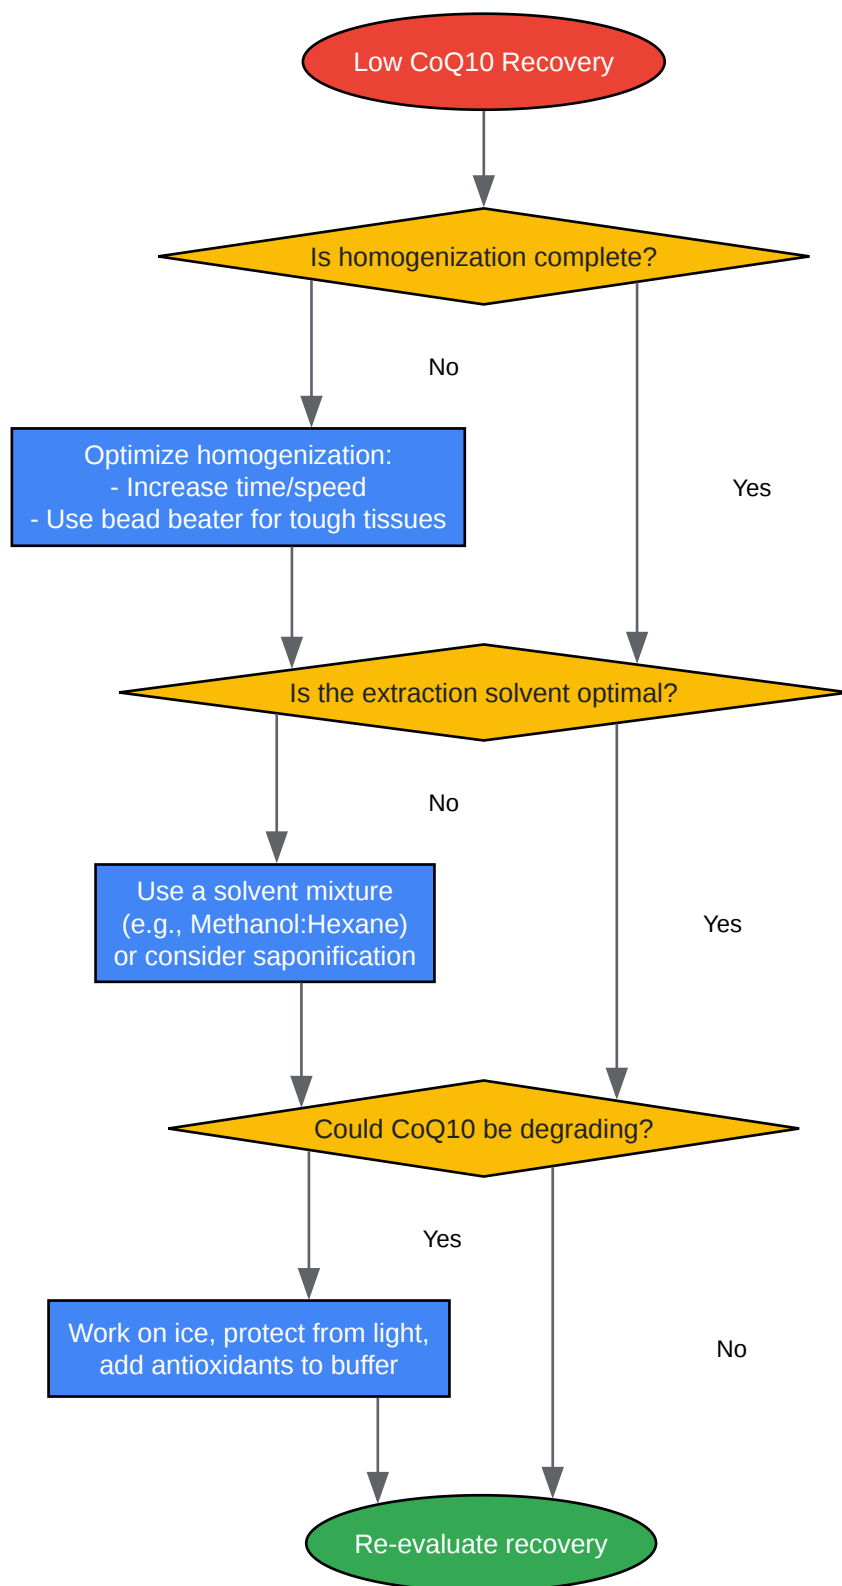 Low CoQ10 Recovery
Is homogenization complete?
No
Optimize homogenization:
- Increase time/speed
- Use bead beater for tough tissues
Yes
Is the extraction solvent optimal?
No
Use a solvent mixture
(e.g., Methanol:Hexane)
or consider saponification
Yes
Could CoQ10 be degrading?
Yes
Work on ice, protect from light,
add antioxidants to buffer
No
Re-evaluate recovery